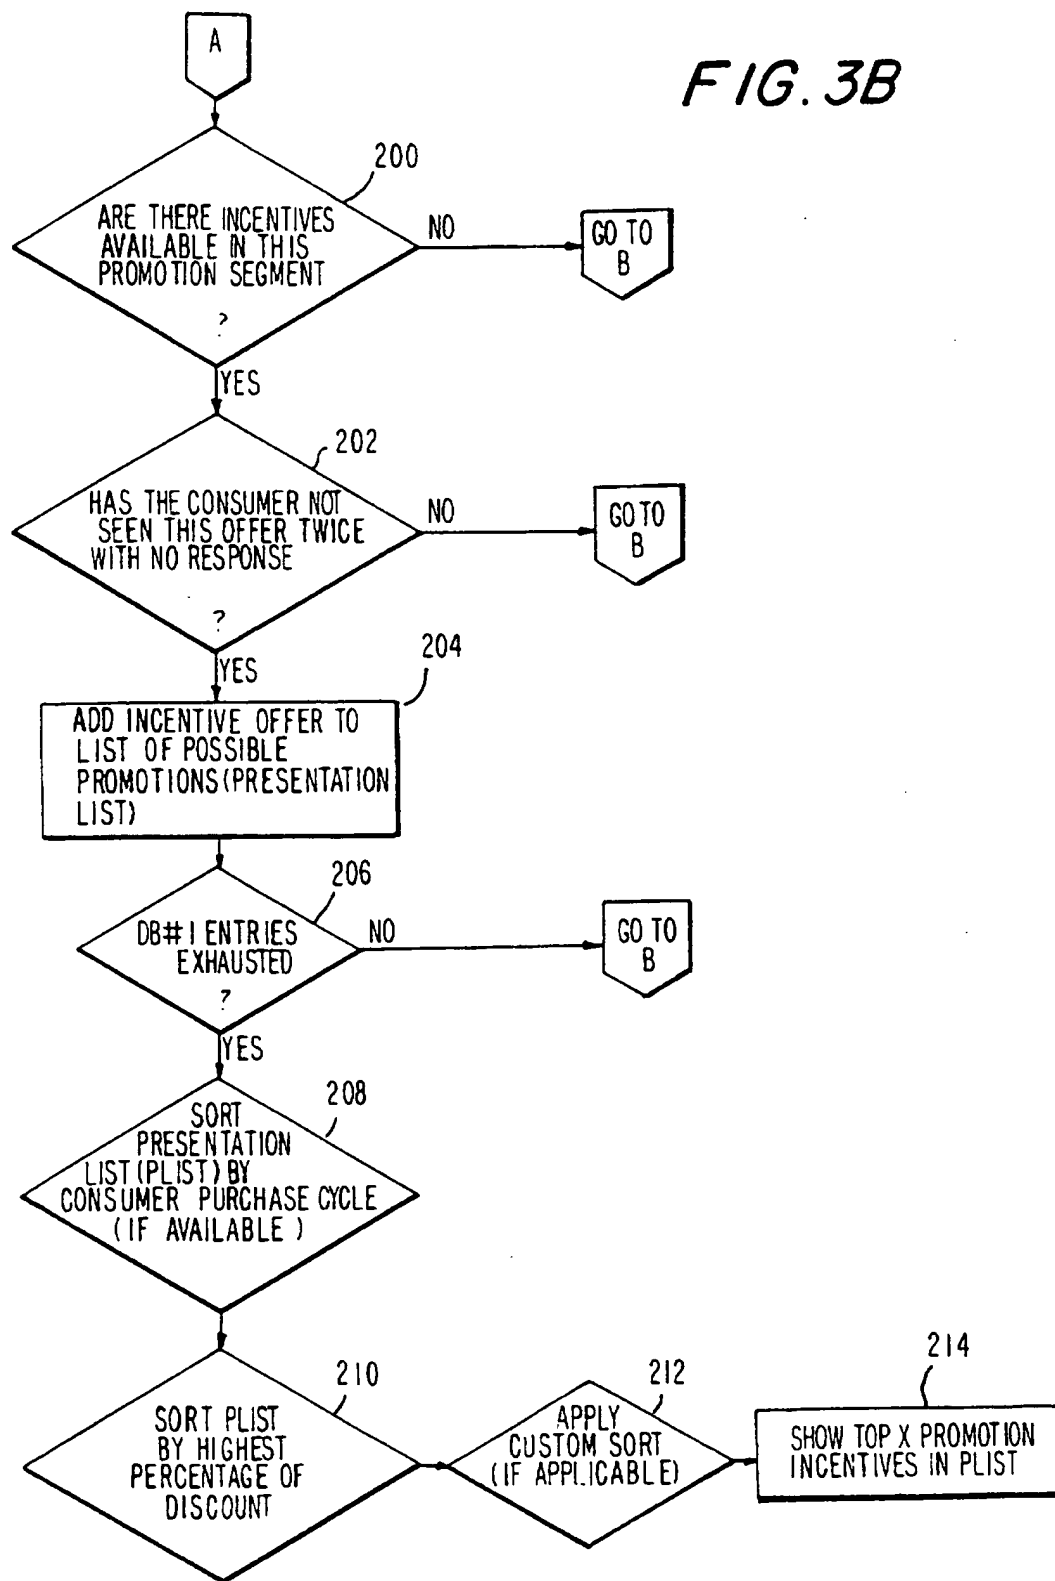 A
FIG. 3B
200
ARE THERE INCENTIVES
AVAILABLE IN THIS
PROMOTION SEGMENT
?
NO
GO TO
B
YES
202
HAS THE CONSUMER NOT
SEEN THIS OFFER TWICE
WITH NO RESPONSE
?
NO
GO TO
B
YES
204
ADD INCENTIVE OFFER TO
LIST OF POSSIBLE
PROMOTIONS (PRESENTATION
LIST)
206
DB#1 ENTRIES
EXHAUSTED
?
NO
GO TO
B
YES
208
SORT
PRESENTATION
LIST (PLIST) BY
CONSUMER PURCHASE CYCLE
(IF AVAILABLE)
210
SORT PLIST
BY HIGHEST
PERCENTAGE OF
DISCOUNT
212
APPLY
CUSTOM SORT
(IF APPLICABLE)
214
SHOW TOP X PROMOTION
INCENTIVES IN PLIST